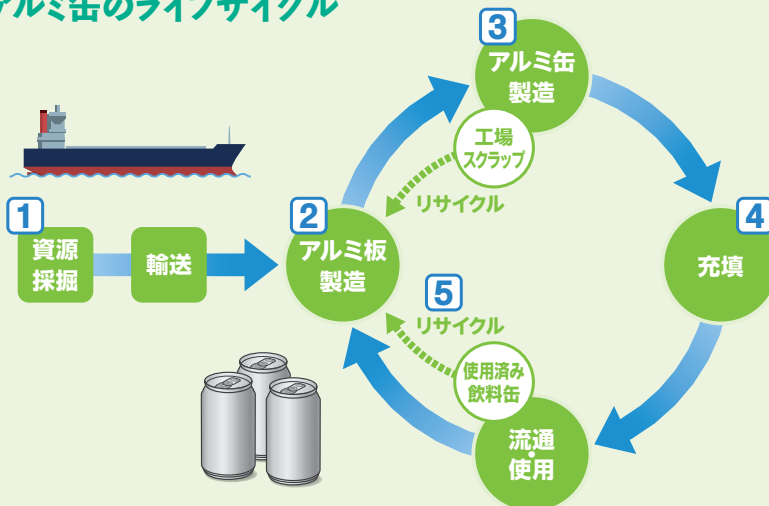 アルミ缶のライフサイクル
3
アルミ缶
製造
工場
スクラップ
リサイクル
1
資源
採掘
輸送
2
アルミ板
製造
4
充填
5
リサイクル
使用済み
飲料缶
流通・
使用